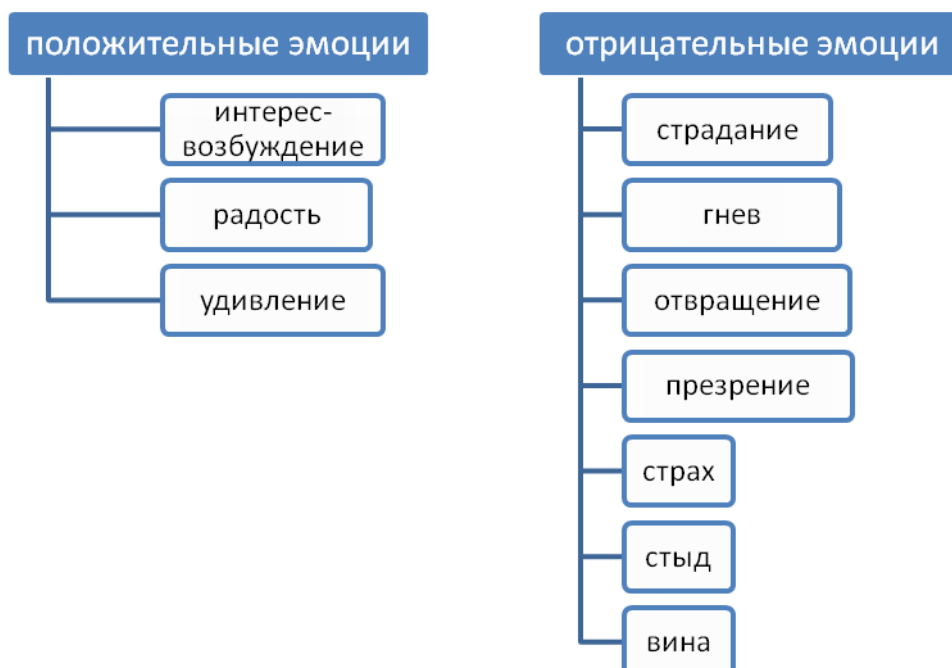 положительные эмоции
интерес-
возбуждение
радость
удивление
отрицательные эмоции
страдание
гнев
отвращение
презрение
страх
стыд
вина